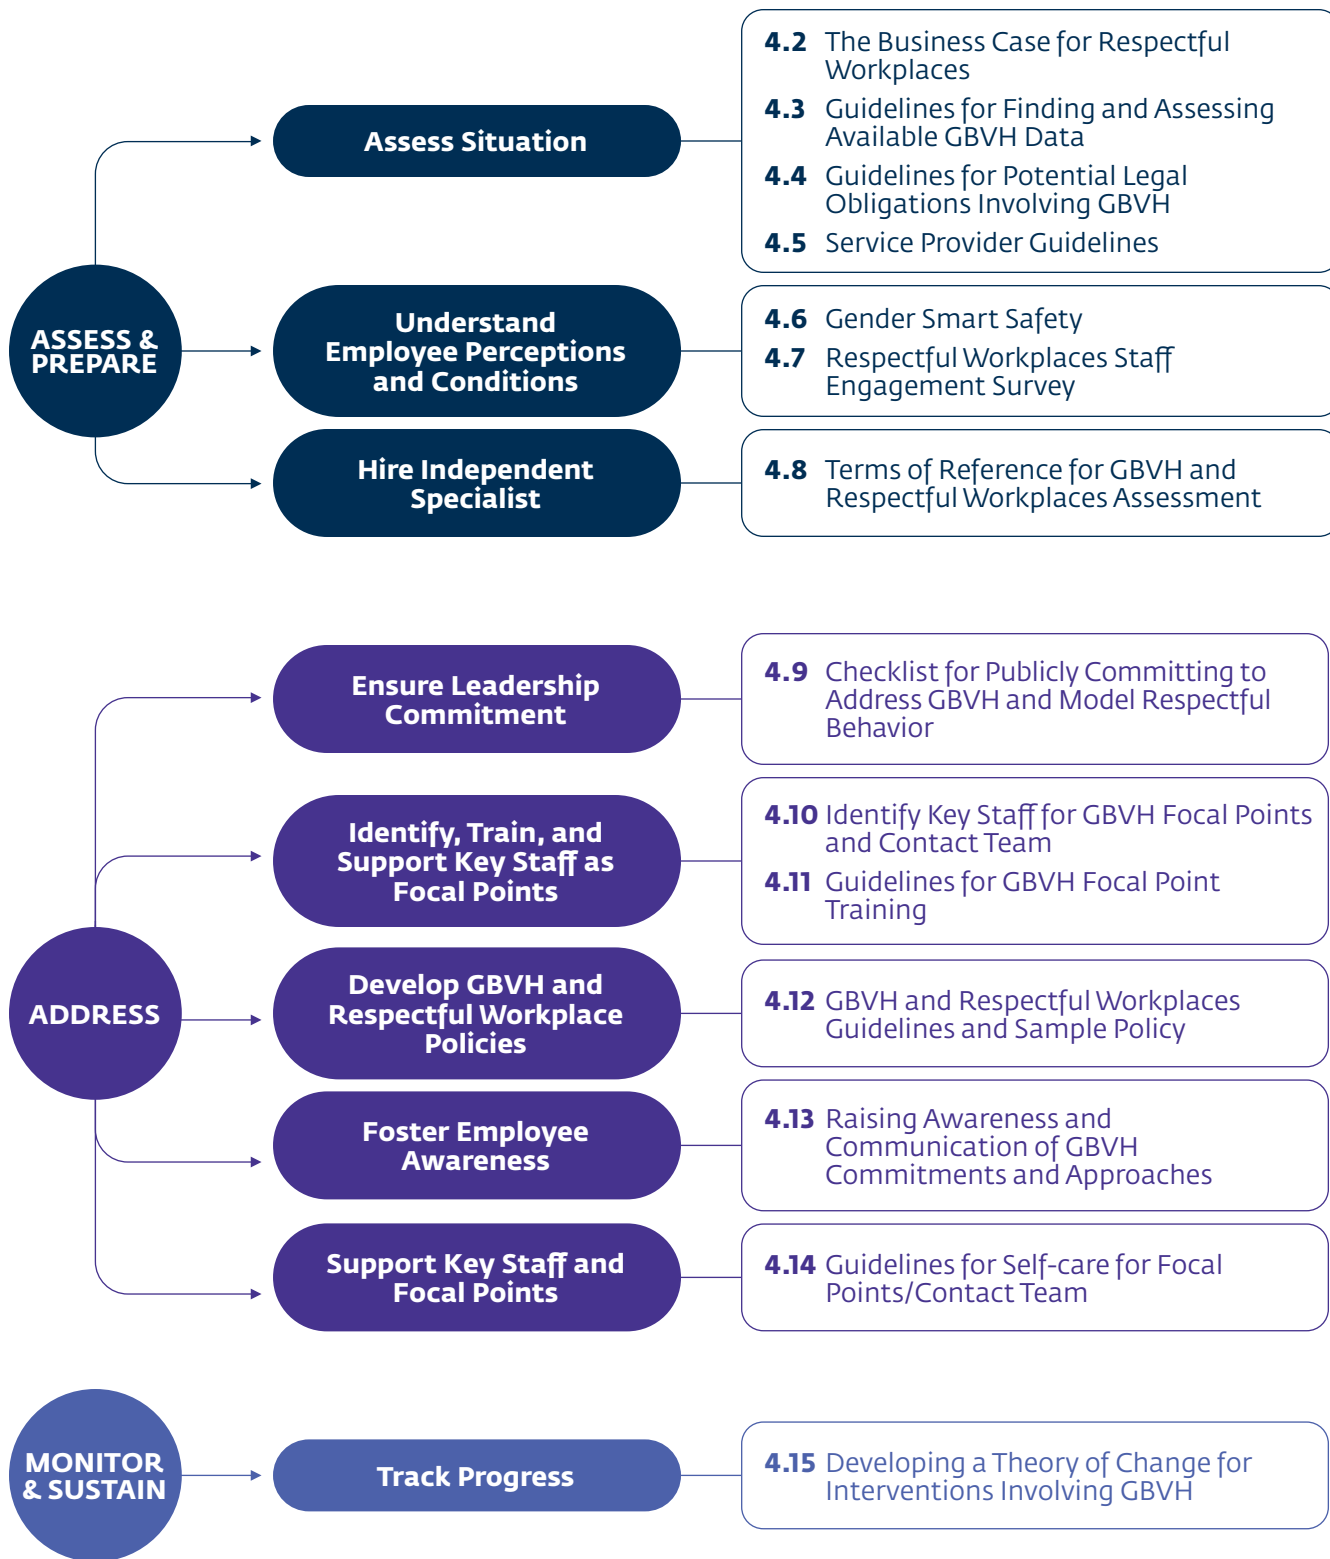 ASSESS &
PREPARE
Assess Situation
4.2 The Business Case for Respectful
Workplaces
4.3 Guidelines for Finding and Assessing
Available GBVH Data
4.4 Guidelines for Potential Legal
Obligations Involving GBVH
4.5 Service Provider Guidelines
Understand
Employee Perceptions
and Conditions
4.6 Gender Smart Safety
4.7 Respectful Workplaces Staff
Engagement Survey
Hire Independent
Specialist
4.8 Terms of Reference for GBVH and
Respectful Workplaces Assessment
ADDRESS
Ensure Leadership
Commitment
4.9 Checklist for Publicly Committing to
Address GBVH and Model Respectful
Behavior
Identify, Train, and
Support Key Staff as
Focal Points
4.10 Identify Key Staff for GBVH Focal Points
and Contact Team
4.11 Guidelines for GBVH Focal Point
Training
Develop GBVH and
Respectful Workplace
Policies
4.12 GBVH and Respectful Workplaces
Guidelines and Sample Policy
Foster Employee
Awareness
4.13 Raising Awareness and
Communication of GBVH
Commitments and Approaches
Support Key Staff and
Focal Points
4.14 Guidelines for Self-care for Focal
Points/Contact Team
MONITOR
& SUSTAIN
Track Progress
4.15 Developing a Theory of Change for
Interventions Involving GBVH